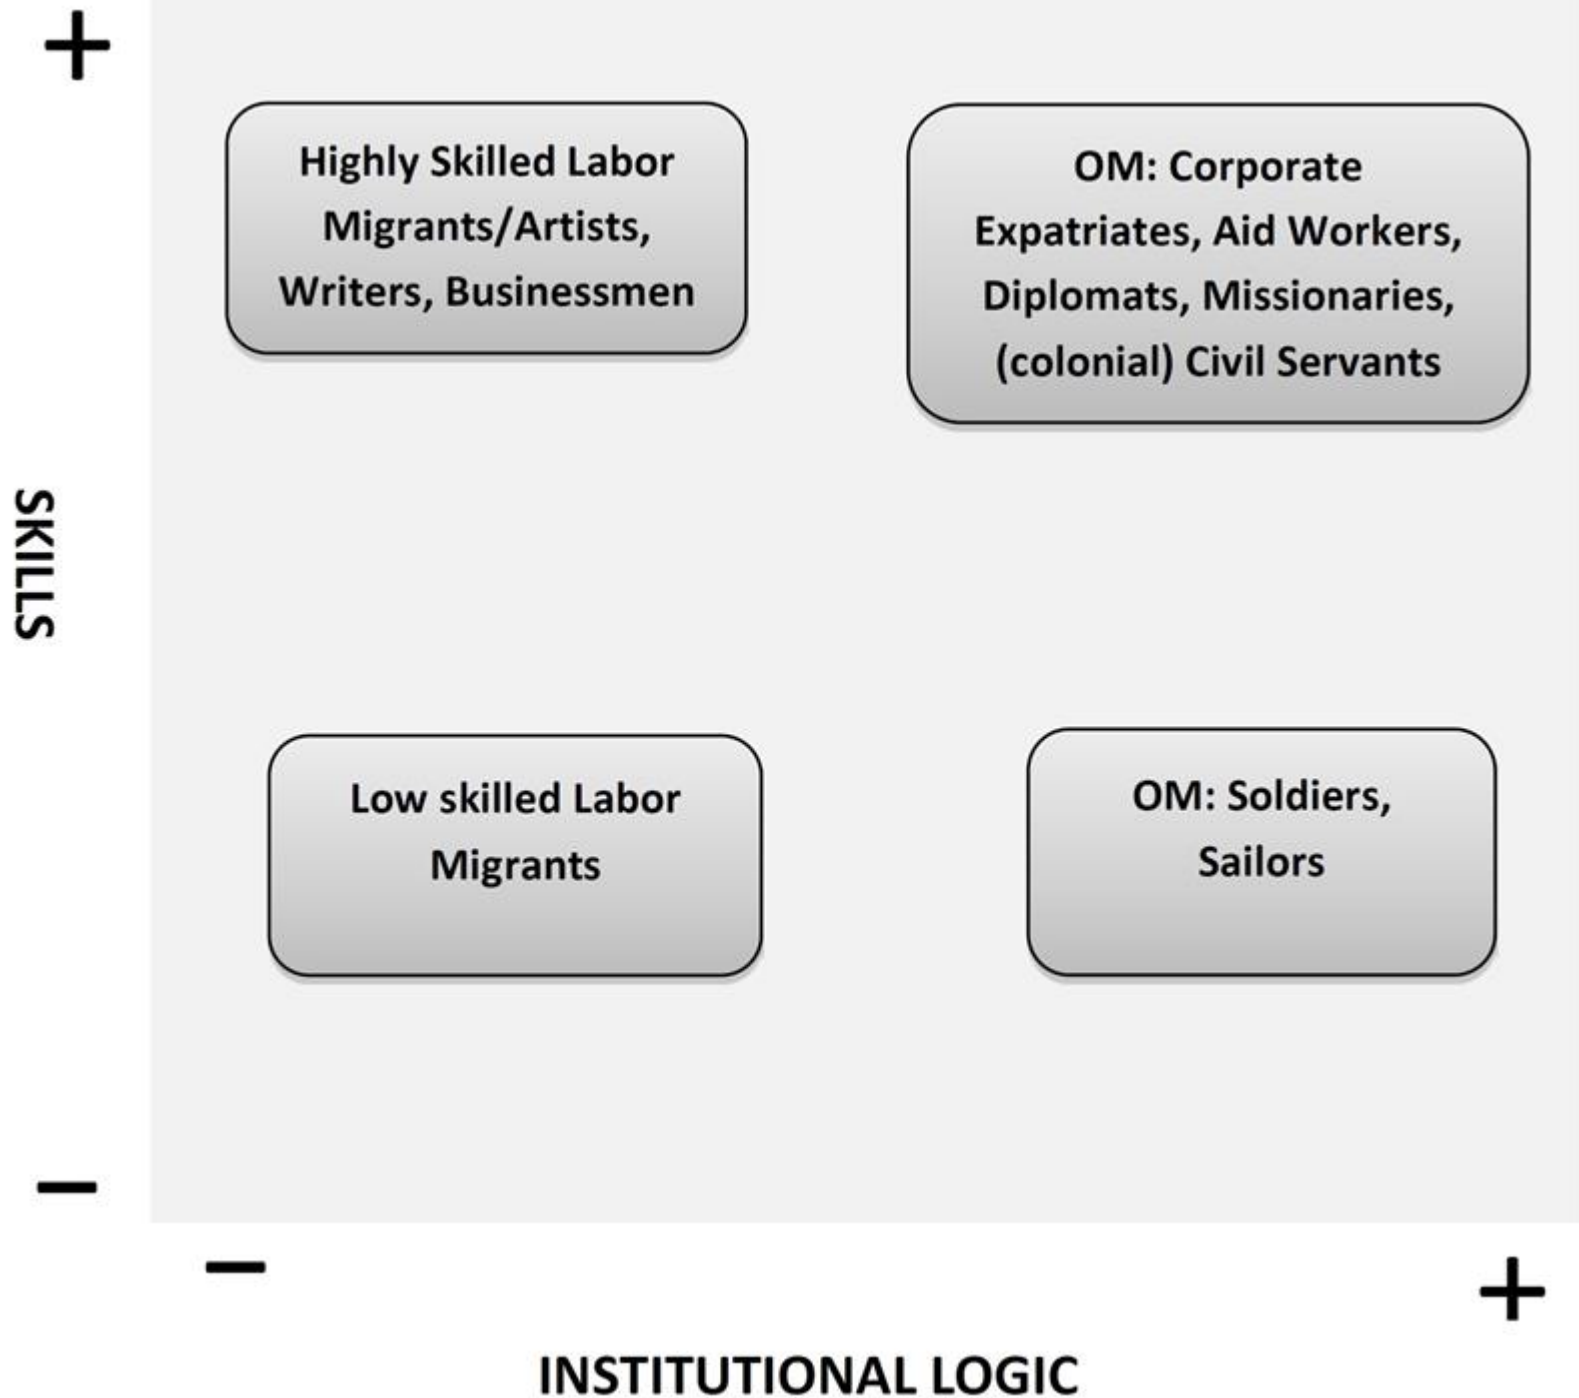 +
Highly Skilled Labor
Migrants/Artists,
Writers, Businessmen
OM: Corporate
Expatriates, Aid Workers,
Diplomats, Missionaries,
(colonial) Civil Servants
SKILLS
Low skilled Labor
Migrants
OM: Soldiers,
Sailors
–
–
+
INSTITUTIONAL LOGIC